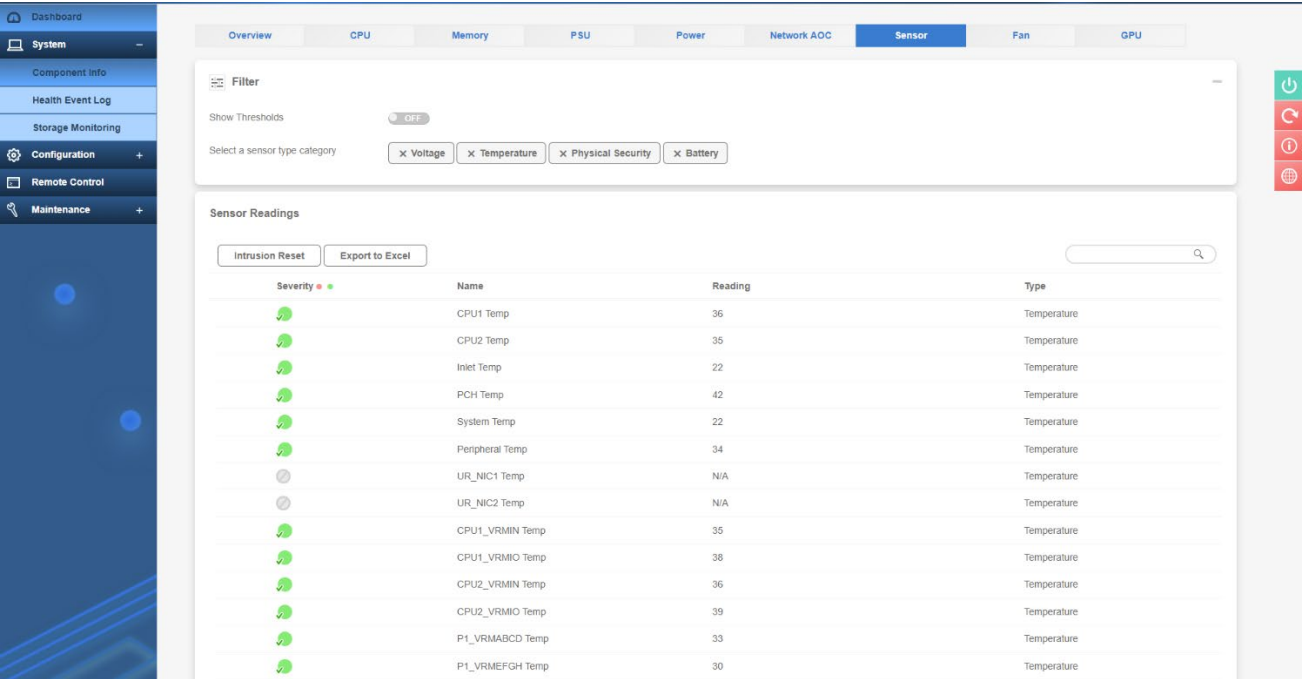 Dashboard
System −
Component Info
Health Event Log
Storage Monitoring
Configuration +
Remote Control
Maintenance +
Overview CPU Memory PSU Power Network AOC Sensor Fan GPU
Filter
Show Thresholds OFF
Select a sensor type category × Voltage × Temperature × Physical Security × Battery
Sensor Readings
Intrusion Reset Export to Excel
Severity Name Reading Type
CPU1 Temp 36 Temperature
CPU2 Temp 35 Temperature
Inlet Temp 22 Temperature
PCH Temp 42 Temperature
System Temp 22 Temperature
Peripheral Temp 34 Temperature
UR_NIC1 Temp N/A Temperature
UR_NIC2 Temp N/A Temperature
CPU1_VRMIN Temp 35 Temperature
CPU1_VRMIO Temp 38 Temperature
CPU2_VRMIN Temp 36 Temperature
CPU2_VRMIO Temp 39 Temperature
P1_VRMABCD Temp 33 Temperature
P1_VRMEFGH Temp 30 Temperature